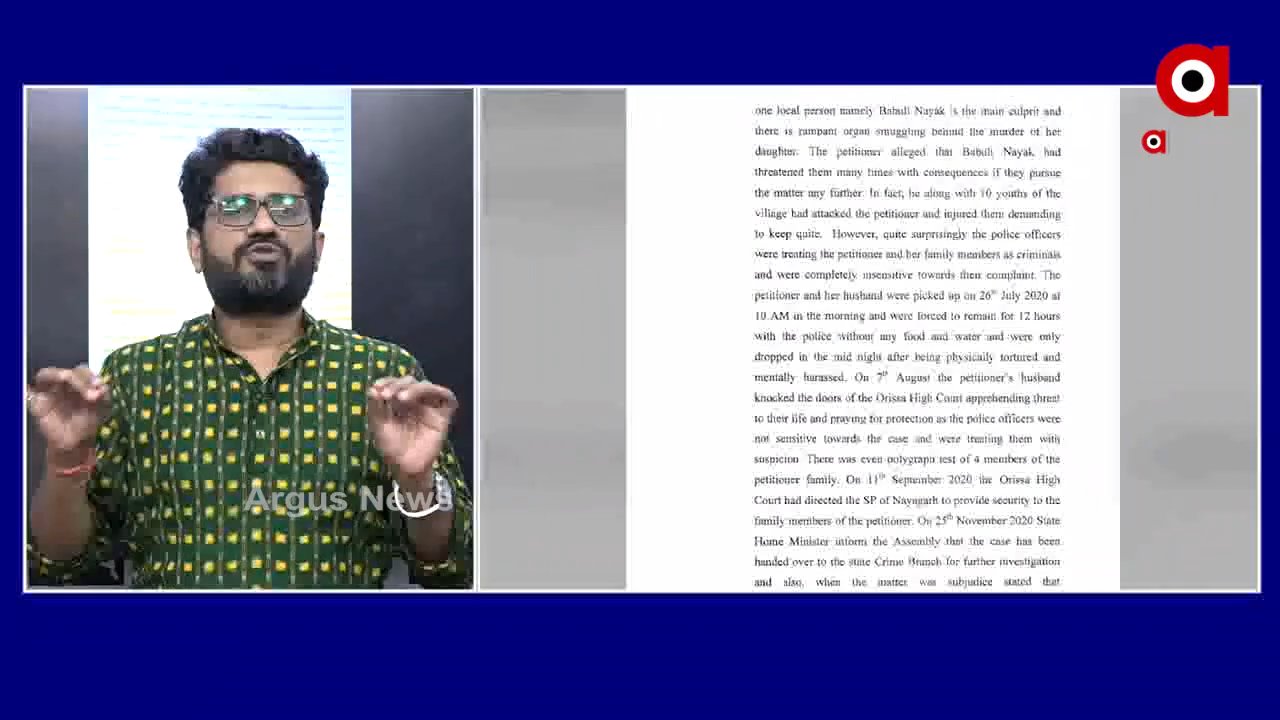 one local person namely Babuli Nayak is the main culprit and
there is rampant organ smuggling behind the murder of her
daughter. The petitioner alleged that Babuli Nayak had
threatened them many times with consequences if they pursue
the matter any further. In fact, he along with 10 youths of the
village had attacked the petitioner and injured them demanding
to keep quite. However, quite surprisingly the police officers
were treating the petitioner and her family members as criminals
and were completely insensitive towards their complaint. The
petitioner and her husband were picked up on 26th July 2020 at
10 AM in the morning and were forced to remain for 12 hours
with the police without any food and water and were only
dropped in the mid night after being physically tortured and
mentally harassed. On 7th August the petitioner's husband
knocked the doors of the Orissa High Court apprehending threat
to their life and praying for protection as the police officers were
not sensitive towards the case and were treating them with
suspicion. There was even polygraph test of 4 members of the
petitioner family. On 11th September 2020 the Orissa High
Court had directed the SP of Nayagarh to provide security to the
family members of the petitioner. On 25th November 2020 State
Home Minister inform the Assembly that the case has been
handed over to the state Crime Branch for further investigation
and also, when the matter was subjudice stated that
Argus News